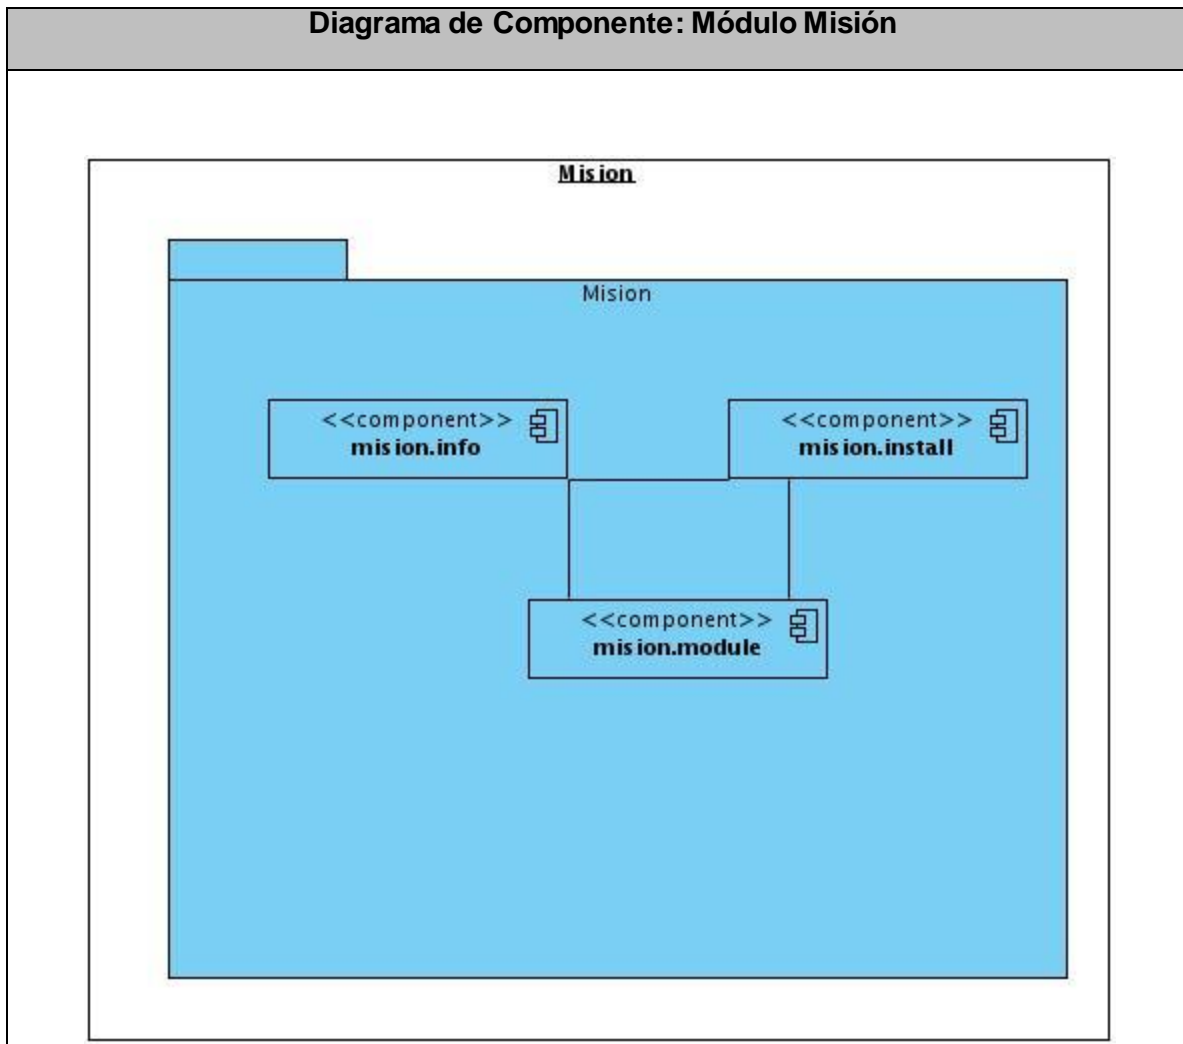 Diagrama de Componente: Módulo Misión
Mision
Mision
<<component>>
mision.info
<<component>>
mision.install
<<component>>
mision.module